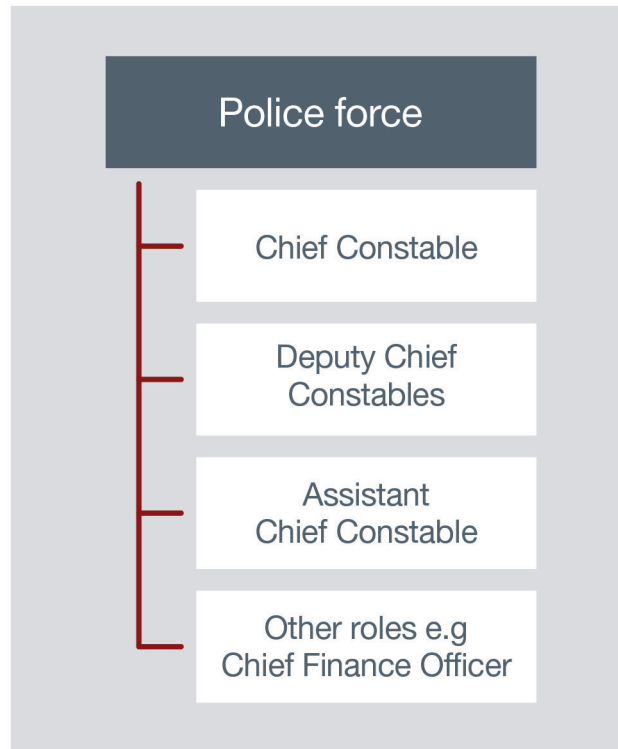 Police force
Chief Constable
Deputy Chief
Constables
Assistant
Chief Constable
Other roles e.g
Chief Finance Officer